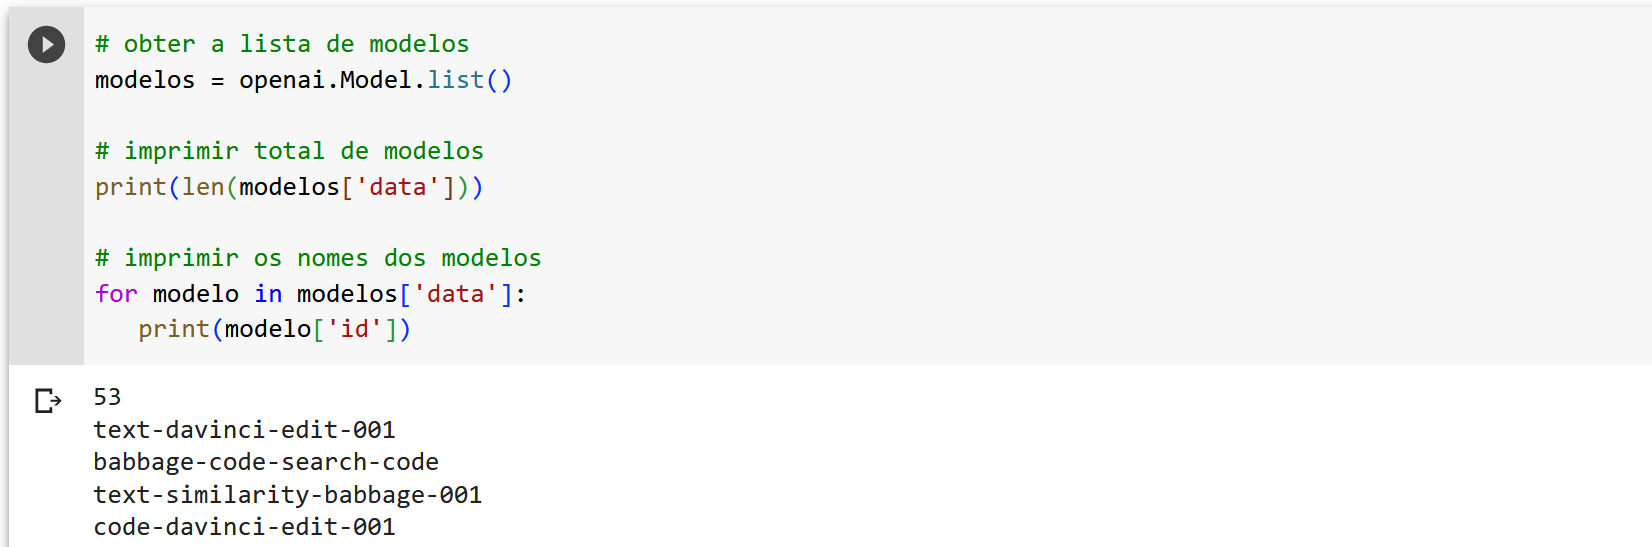 # obter a lista de modelos
modelos = openai.Model.list()
# imprimir total de modelos
print(len(modelos['data']))
# imprimir os nomes dos modelos
for modelo in modelos['data']:
   print(modelo['id'])
53
text-davinci-edit-001
babbage-code-search-code
text-similarity-babbage-001
code-davinci-edit-001